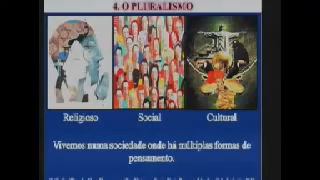 4. O PLURALISMO
Religioso
Social
Cultural
Vivemos numa sociedade onde há múltiplas formas de
pensamento.